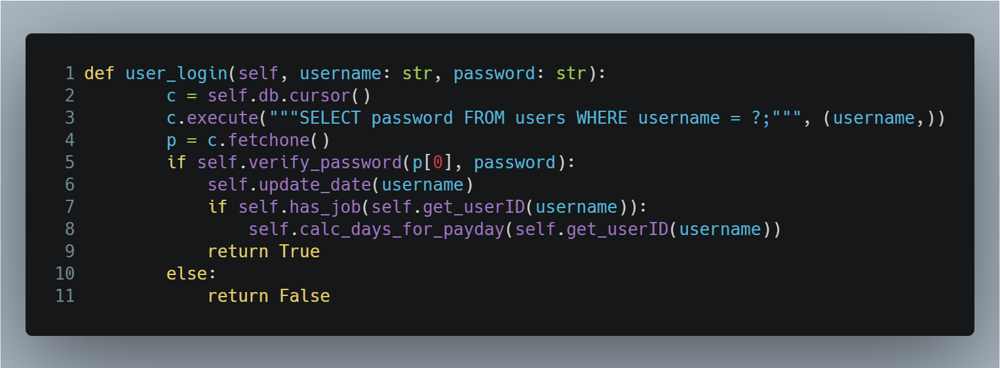 1 def user_login(self, username: str, password: str):
2         c = self.db.cursor()
3         c.execute("""SELECT password FROM users WHERE username = ?;""", (username,))
4         p = c.fetchone()
5         if self.verify_password(p[0], password):
6             self.update_date(username)
7             if self.has_job(self.get_userID(username)):
8                 self.calc_days_for_payday(self.get_userID(username))
9             return True
10         else:
11             return False